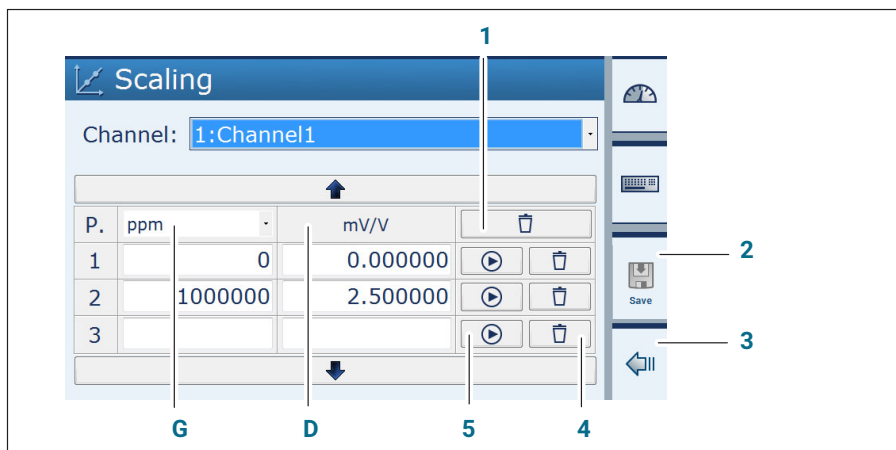 1
Scaling
Channel: 1:Channel1
P. ppm mV/V
1 0 0.000000
2 1000000 2.500000
3
2
Save
3
G D 5 4